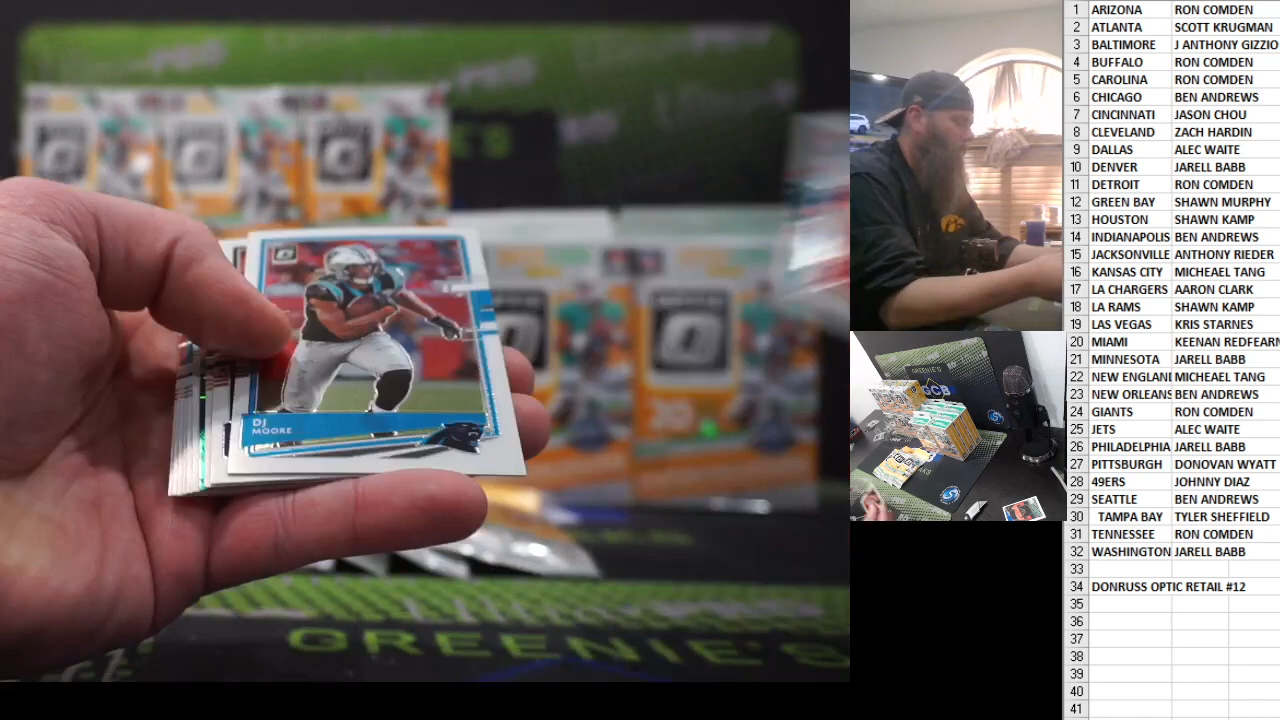 DJ
MOORE
GREENIE'S
GREENIE'S
1 ARIZONA RON COMDEN
2 ATLANTA SCOTT KRUGMAN
3 BALTIMORE J ANTHONY GIZZIO
4 BUFFALO RON COMDEN
5 CAROLINA RON COMDEN
6 CHICAGO BEN ANDREWS
7 CINCINNATI JASON CHOU
8 CLEVELAND ZACH HARDIN
9 DALLAS ALEC WAITE
10 DENVER JARELL BABB
11 DETROIT RON COMDEN
12 GREEN BAY SHAWN MURPHY
13 HOUSTON SHAWN KAMP
14 INDIANAPOLIS BEN ANDREWS
15 JACKSONVILLE ANTHONY RIEDER
16 KANSAS CITY MICHEAEL TANG
17 LA CHARGERS AARON CLARK
18 LA RAMS SHAWN KAMP
19 LAS VEGAS KRIS STARNES
20 MIAMI KEENAN REDFEARN
21 MINNESOTA JARELL BABB
22 NEW ENGLAND MICHEAEL TANG
23 NEW ORLEANS BEN ANDREWS
24 GIANTS RON COMDEN
25 JETS ALEC WAITE
26 PHILADELPHIA JARELL BABB
27 PITTSBURGH DONOVAN WYATT
28 49ERS JOHNNY DIAZ
29 SEATTLE BEN ANDREWS
30 TAMPA BAY TYLER SHEFFIELD
31 TENNESSEE RON COMDEN
32 WASHINGTON JARELL BABB
33
34 DONRUSS OPTIC RETAIL #12
35
36
37
38
39
40
41